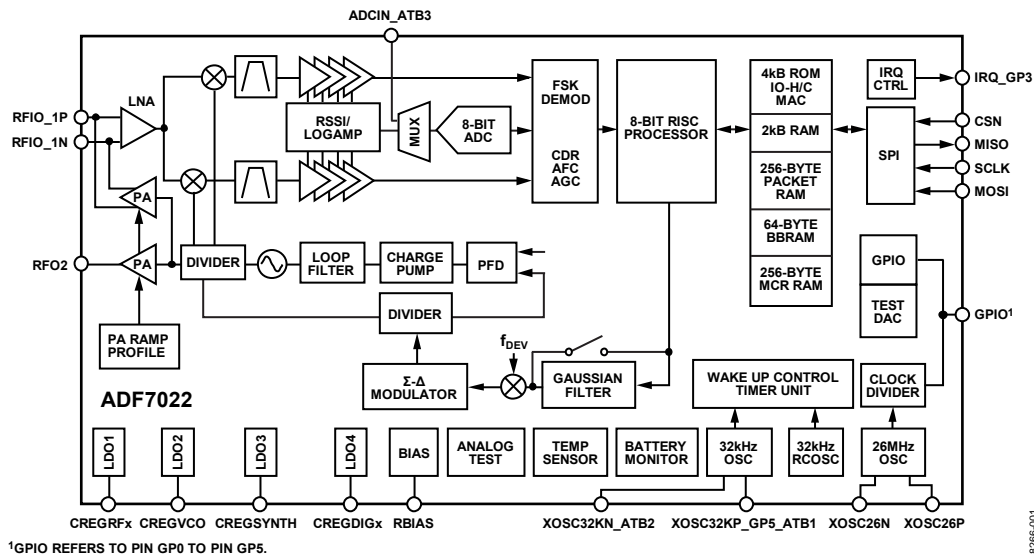 ADCIN_ATB3
RFIO_1P
RFIO_1N
LNA
RSSI/
LOGAMP
MUX
8-BIT
ADC
FSK
DEMOD
CDR
AFC
AGC
8-BIT RISC
PROCESSOR
4kB ROM
IO-H/C
MAC
2kB RAM
256-BYTE
PACKET
RAM
64-BYTE
BBRAM
256-BYTE
MCR RAM
IRQ
CTRL
IRQ_GP3
SPI
CSN
MISO
SCLK
MOSI
PA
RFO2
PA
DIVIDER
LOOP
FILTER
CHARGE
PUMP
PFD
GPIO
TEST
DAC
GPIO1
PA RAMP
PROFILE
DIVIDER
fDEV
Σ-Δ
MODULATOR
GAUSSIAN
FILTER
WAKE UP CONTROL
TIMER UNIT
CLOCK
DIVIDER
ADF7022
LDO1
LDO2
LDO3
LDO4
BIAS
ANALOG
TEST
TEMP
SENSOR
BATTERY
MONITOR
32kHz
OSC
32kHz
RCOSC
26MHz
OSC
CREGRFx
CREGVCO
CREGSYNTH
CREGDIGx
RBIAS
XOSC32KN_ATB2
XOSC32KP_GP5_ATB1
XOSC26N
XOSC26P
1GPIO REFERS TO PIN GP0 TO PIN GP5.